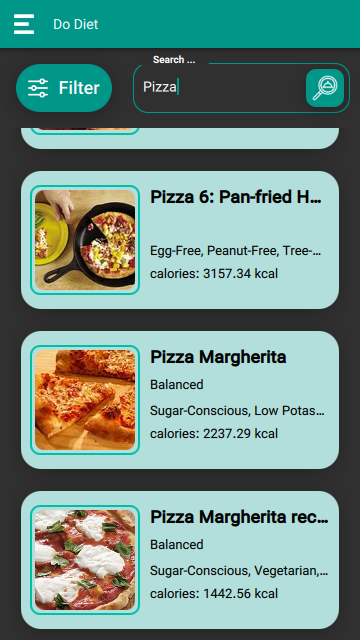 Do Diet
Search ...
Filter
Pizza
Pizza 6: Pan-fried H...
Egg-Free, Peanut-Free, Tree-...
calories: 3157.34 kcal
Pizza Margherita
Balanced
Sugar-Conscious, Low Potas...
calories: 2237.29 kcal
Pizza Margherita rec...
Balanced
Sugar-Conscious, Vegetarian,...
calories: 1442.56 kcal